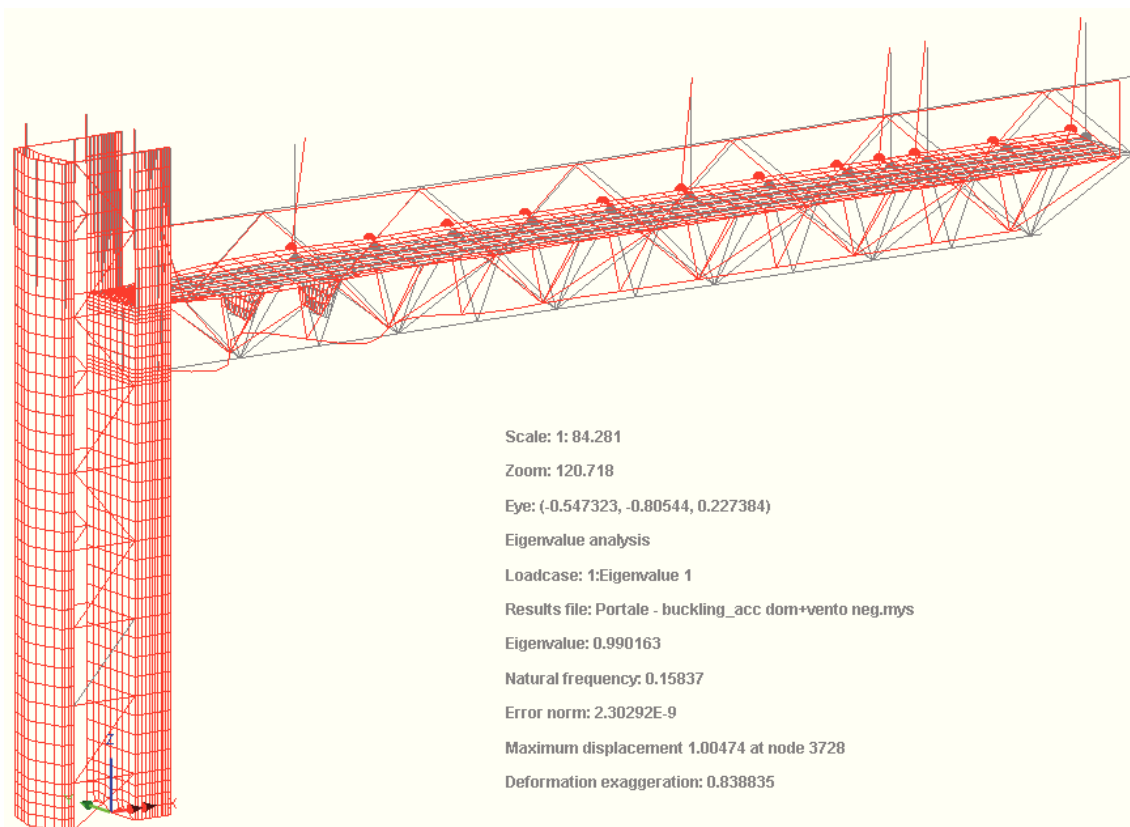 Scale: 1: 84.281
Zoom: 120.718
Eye: (-0.547323, -0.80544, 0.227384)
Eigenvalue analysis
Loadcase: 1:Eigenvalue 1
Results file: Portale - buckling_acc dom+vento neg.mys
Eigenvalue: 0.990163
Natural frequency: 0.15837
Error norm: 2.30292E-9
Maximum displacement 1.00474 at node 3728
Deformation exaggeration: 0.838835
Z
X